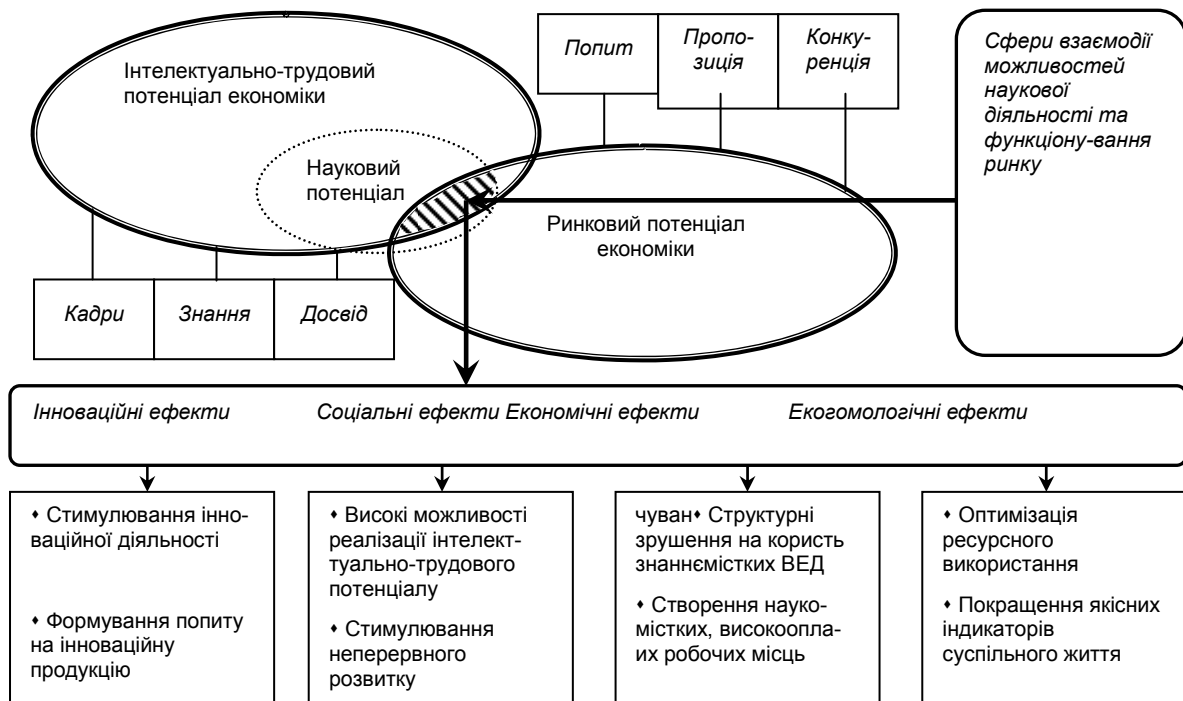 Інтелектуально-трудовий
потенціал економіки
Попит
Пропо-
зиція
Конку-
ренція
Сфери взаємодії
можливостей
наукової
діяльності та
функціону-вання
ринку
Науковий
потенціал
Ринковий потенціал
економіки
Кадри
Знання
Досвід
Інноваційні ефекти
Соціальні ефекти Економічні ефекти
Екогомологічні ефекти
♦ Стимулювання інно-
ваційної діяльності
♦ Формування попиту
на інноваційну
продукцію
♦ Високі можливості
реалізації інтелек-
туально-трудового
потенціалу
♦ Стимулювання
неперервного
розвитку
чуван♦ Структурні
зрушення на користь
знаннємістких ВЕД
♦ Створення науко-
містких, високоопла-
их робочих місць
♦ Оптимізація
ресурсного
використання
♦ Покращення якісних
індикаторів
суспільного життя